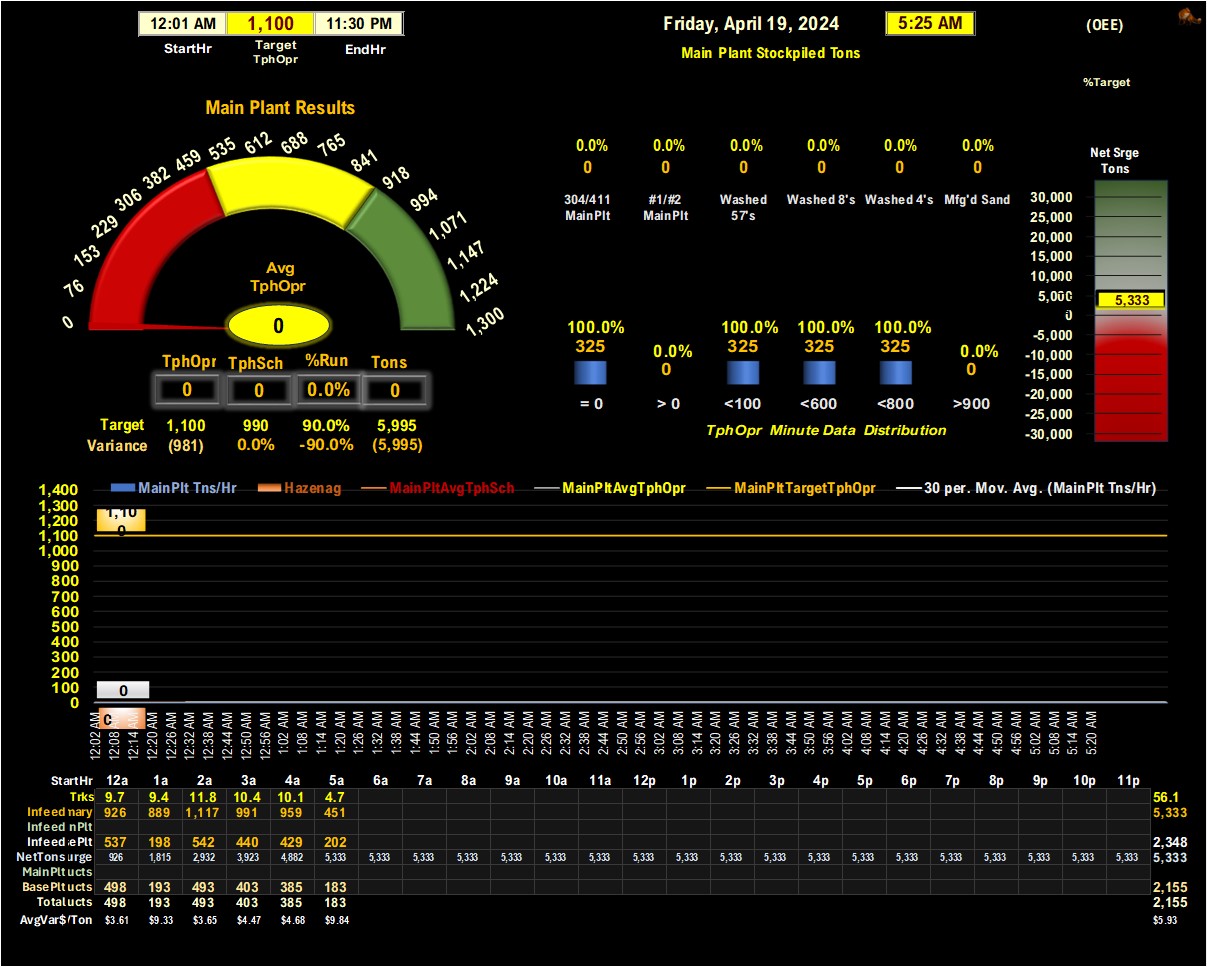 12:01 AM 1,100 11:30 PM
StartHr Target TphOpr EndHr
Friday, April 19, 2024 5:25 AM (OEE)
Main Plant Stockpiled Tons
%Target
Main Plant Results
0 76 153 229 306 382 459 535 612 688 765 841 918 994 1,071 1,147 1,224 1,300
Avg
TphOpr
0
TphOpr TphSch %Run Tons
0 0 0.0% 0
Target 1,100 990 90.0% 5,995
Variance (981) 0.0% -90.0% (5,995)
0.0% 0.0% 0.0% 0.0% 0.0% 0.0%
0 0 0 0 0 0
304/411 #1/#2 Washed Washed 8's Washed 4's Mfg'd Sand
MainPlt MainPlt 57's
100.0% 0.0% 100.0% 100.0% 100.0% 0.0%
325 0 325 325 325 0
= 0 > 0 <100 <600 <800 >900
TphOpr Minute Data Distribution
Net Srge
Tons
30,000
25,000
20,000
15,000
10,000
5,000
5,333
0
-5,000
-10,000
-15,000
-20,000
-25,000
-30,000
MainPlt Tns/Hr Hazenag MainPltAvgTphSch MainPltAvgTphOpr MainPltTargetTphOpr 30 per. Mov. Avg. (MainPlt Tns/Hr)
1,400
1,300
1,200
1,100
1,000
900
800
700
600
500
400
300
200
100
0
1,100
0
12:02 AM 12:08 AM 12:14 AM 12:20 AM 12:26 AM 12:32 AM 12:38 AM 12:44 AM 12:50 AM 12:56 AM 1:02 AM 1:08 AM 1:14 AM 1:20 AM 1:26 AM 1:32 AM 1:38 AM 1:44 AM 1:50 AM 1:56 AM 2:02 AM 2:08 AM 2:14 AM 2:20 AM 2:26 AM 2:32 AM 2:38 AM 2:44 AM 2:50 AM 2:56 AM 3:02 AM 3:08 AM 3:14 AM 3:20 AM 3:26 AM 3:32 AM 3:38 AM 3:44 AM 3:50 AM 3:56 AM 4:02 AM 4:08 AM 4:14 AM 4:20 AM 4:26 AM 4:32 AM 4:38 AM 4:44 AM 4:50 AM 4:56 AM 5:02 AM 5:08 AM 5:14 AM 5:20 AM
StartHr 12a 1a 2a 3a 4a 5a 6a 7a 8a 9a 10a 11a 12p 1p 2p 3p 4p 5p 6p 7p 8p 9p 10p 11p
Trks 9.7 9.4 11.8 10.4 10.1 4.7 56.1
Infeed mary 926 889 1,117 991 959 451 5,333
Infeed nPlt
Infeed ePlt 537 198 542 440 429 202 2,348
NetTons urge 926 1,815 2,932 3,923 4,882 5,333 5,333 5,333 5,333 5,333 5,333 5,333 5,333 5,333 5,333 5,333 5,333 5,333 5,333 5,333 5,333 5,333 5,333 5,333 5,333
MainPlt ucts
BasePlt ucts 498 193 493 403 385 183 2,155
Total ucts 498 193 493 403 385 183 2,155
AvgVar$/Ton $3.61 $9.33 $3.65 $4.47 $4.68 $9.84 $5.93